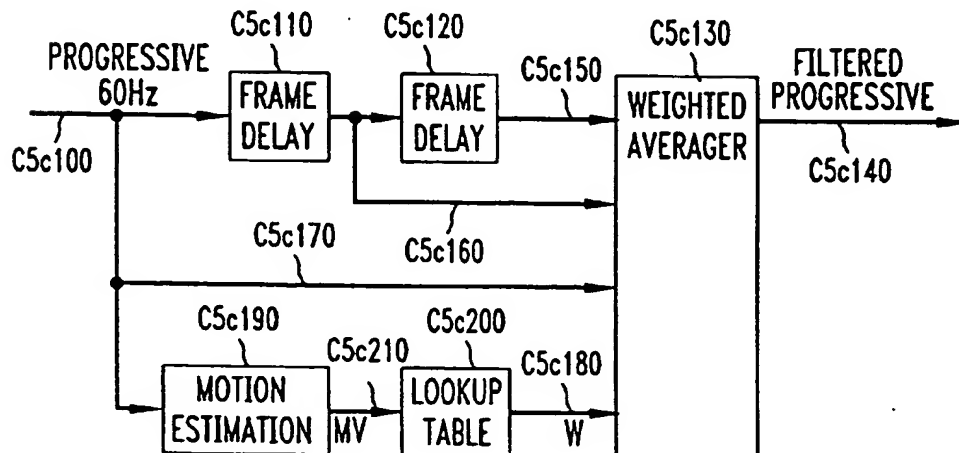 C5c110
C5c120
C5c130
PROGRESSIVE
60Hz
FRAME
DELAY
FRAME
DELAY
C5c150
WEIGHTED
AVERAGER
FILTERED
PROGRESSIVE
C5c100
C5c140
C5c160
C5c170
C5c190
C5c210
C5c200
C5c180
MOTION
ESTIMATION
MV
LOOKUP
TABLE
W